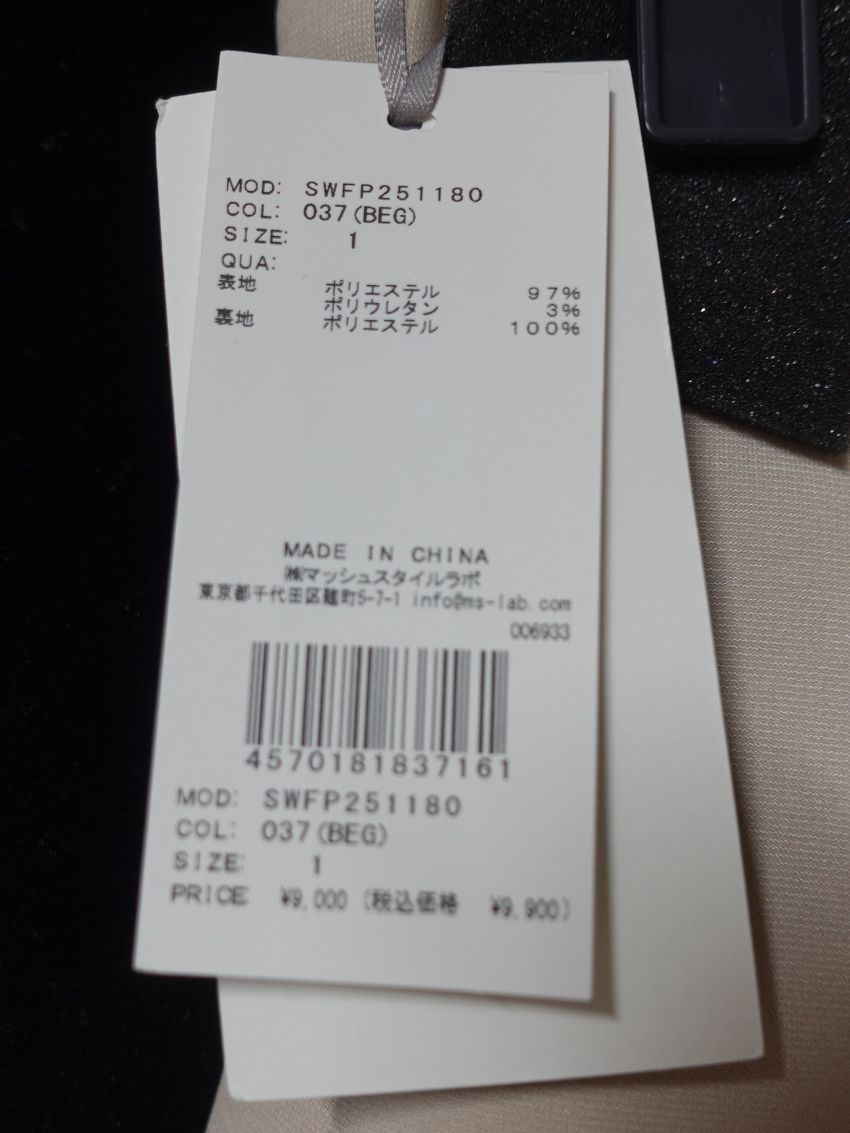 MOD: SWFP251180
COL: 037(BEG)
SIZE: 1
QUA:
表地 ポリエステル 97%
ポリウレタン 3%
裏地 ポリエステル 100%
MADE IN CHINA
㈱マッシュスタイルラボ
東京都千代田区麹町5-7-1 info@ms-lab.com
006933
4570181837161
MOD: SWFP251180
COL: 037(BEG)
SIZE: 1
PRICE ¥9,000 (税込価格 ¥9,900)